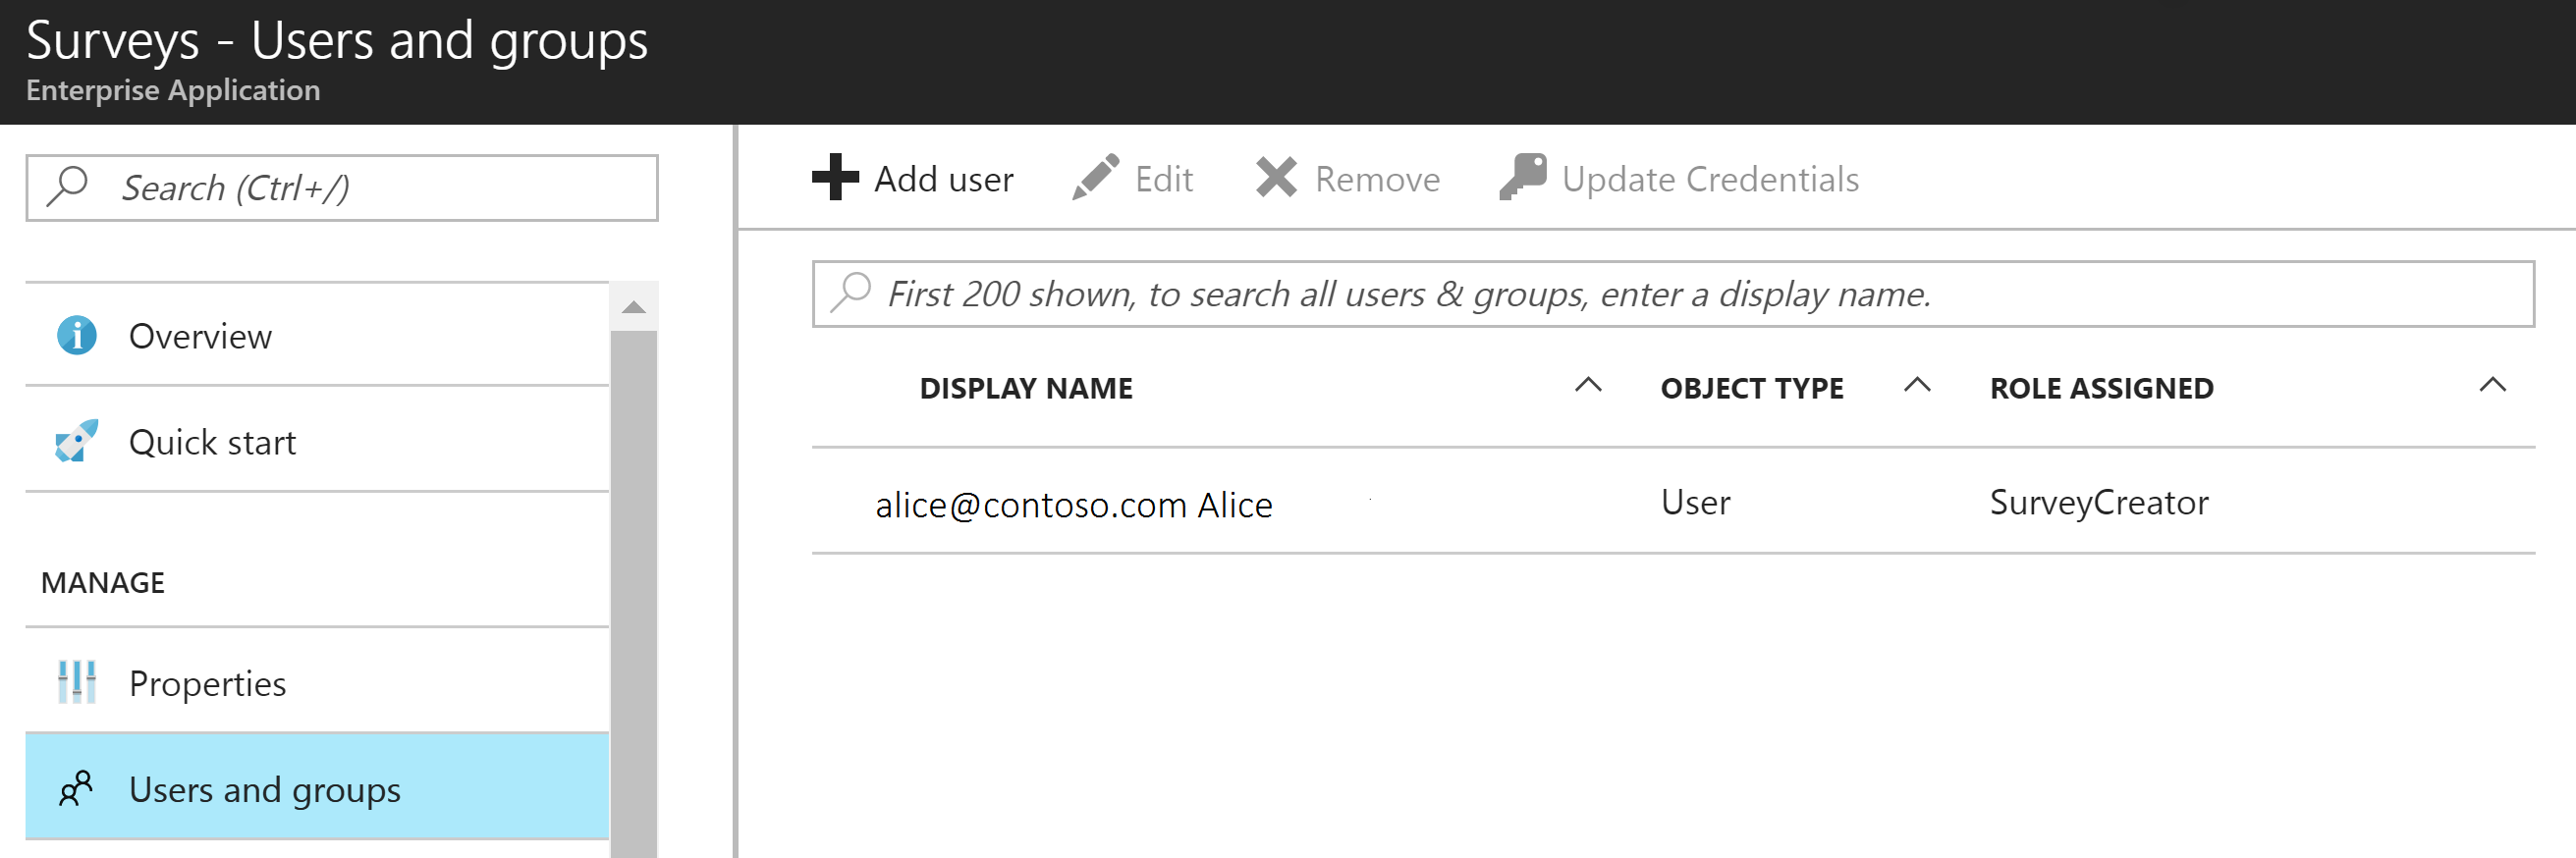 Surveys - Users and groups
Enterprise Application
Search (Ctrl+/)
Overview
Quick start
MANAGE
Properties
Users and groups
Add user Edit Remove Update Credentials
First 200 shown, to search all users & groups, enter a display name.
DISPLAY NAME OBJECT TYPE ROLE ASSIGNED
alice@contoso.com Alice User SurveyCreator